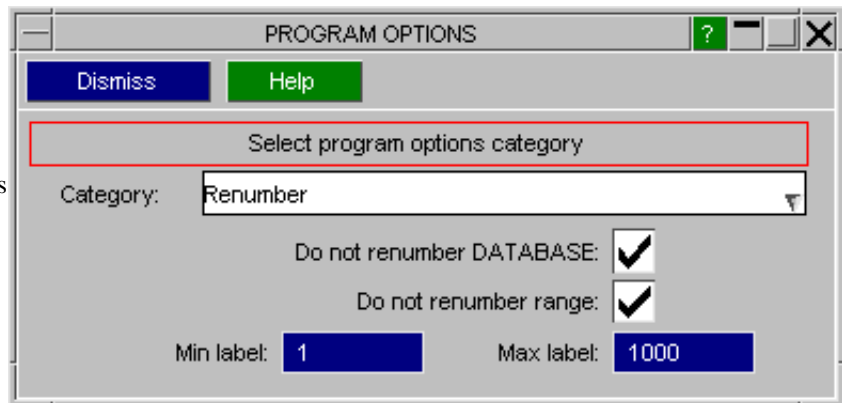 PROGRAM OPTIONS ?
Dismiss Help
Select program options category
s
Category: Renumber
Do not renumber DATABASE:
Do not renumber range:
Min label: 1 Max label: 1000